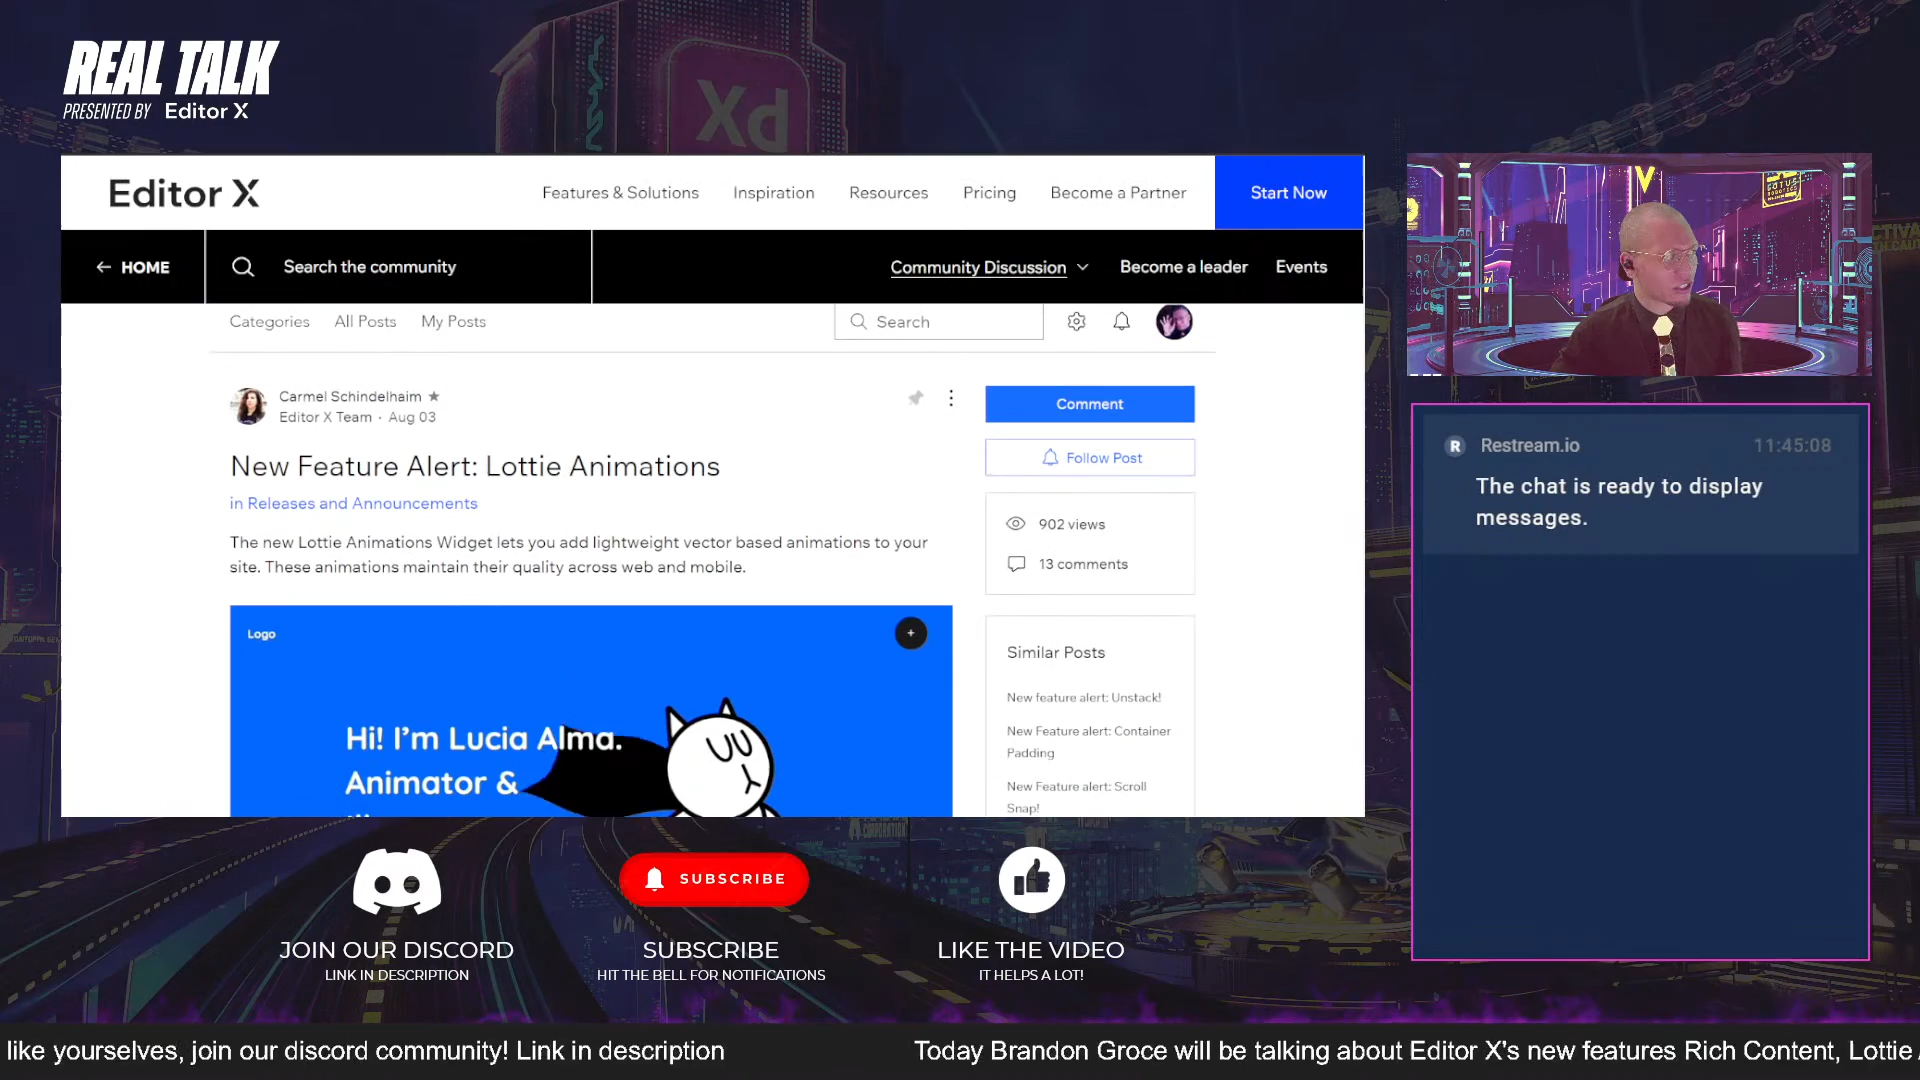 REAL TALK
PRESENTED BY Editor X
Xd
Editor X
Features & Solutions
Inspiration
Resources
Pricing
Become a Partner
Start Now
← HOME
Search the community
Community Discussion
Become a leader
Events
Categories
All Posts
My Posts
Search
Carmel Schindelhaim ★
Editor X Team · Aug 03
Comment
Follow Post
New Feature Alert: Lottie Animations
in Releases and Announcements
The new Lottie Animations Widget lets you add lightweight vector based animations to your
site. These animations maintain their quality across web and mobile.
902 views
13 comments
Logo
+
Hi! I'm Lucia Alma.
Animator &
Similar Posts
New feature alert: Unstack!
New Feature alert: Container
Padding
New Feature alert: Scroll
Snap!
R Restream.io 11:45:08
The chat is ready to display
messages.
SUBSCRIBE
JOIN OUR DISCORD
LINK IN DESCRIPTION
SUBSCRIBE
HIT THE BELL FOR NOTIFICATIONS
LIKE THE VIDEO
IT HELPS A LOT!
like yourselves, join our discord community! Link in description
Today Brandon Groce will be talking about Editor X's new features Rich Content, Lottie